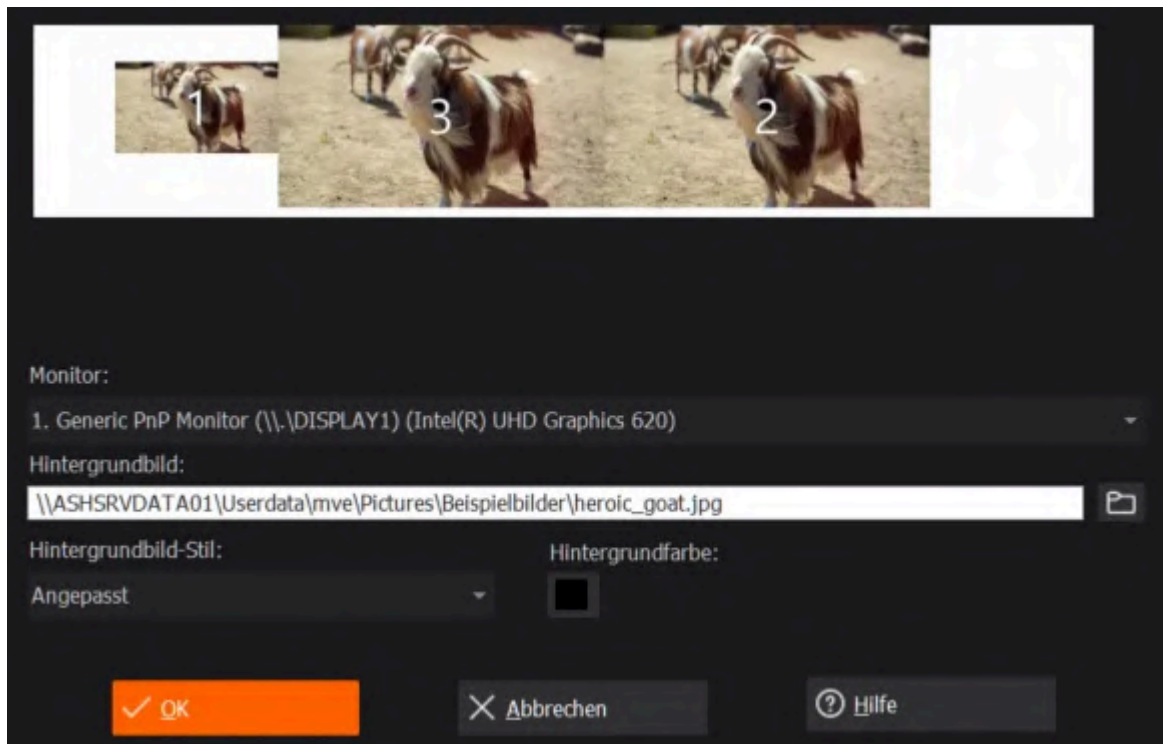 1 3 2
Monitor:
1. Generic PnP Monitor (\\.\DISPLAY1) (Intel(R) UHD Graphics 620)
Hintergrundbild:
\\ASHSRVDATA01\Userdata\mve\Pictures\Beispielbilder\heroic_goat.jpg
Hintergrundbild-Stil: Hintergrundfarbe:
Angepasst
OK Abbrechen Hilfe